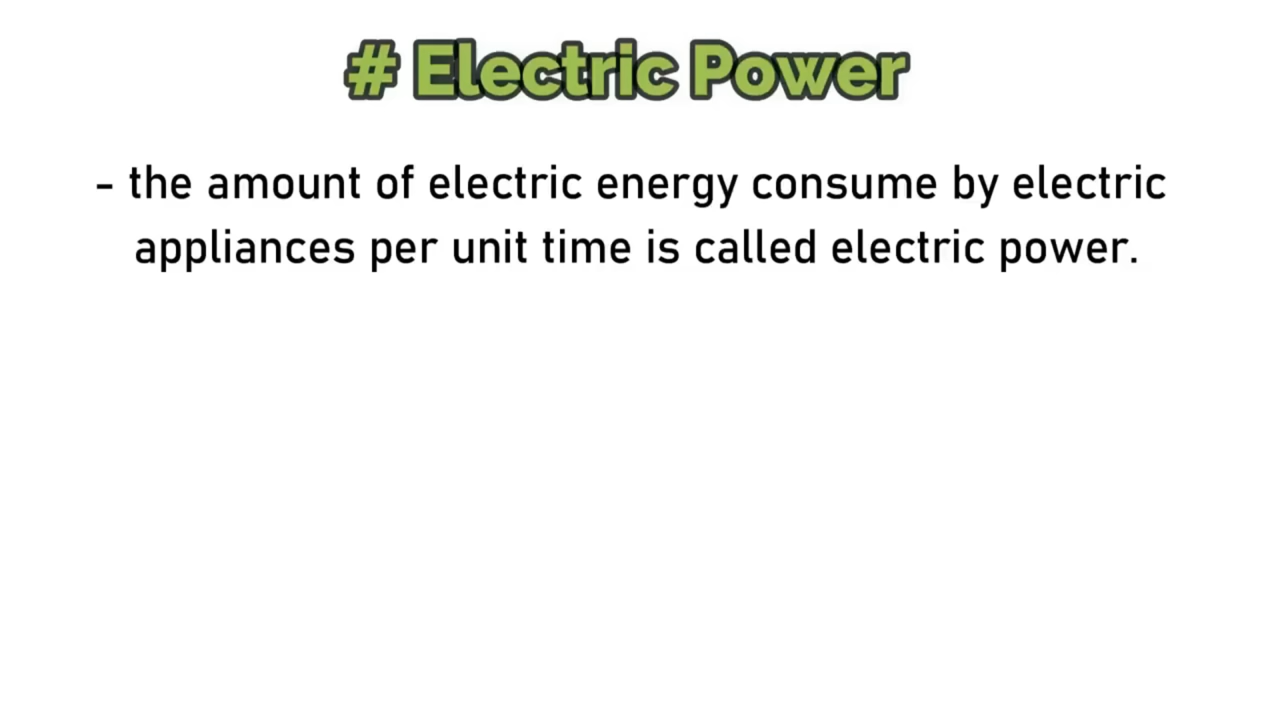 # Electric Power
- the amount of electric energy consume by electric
appliances per unit time is called electric power.